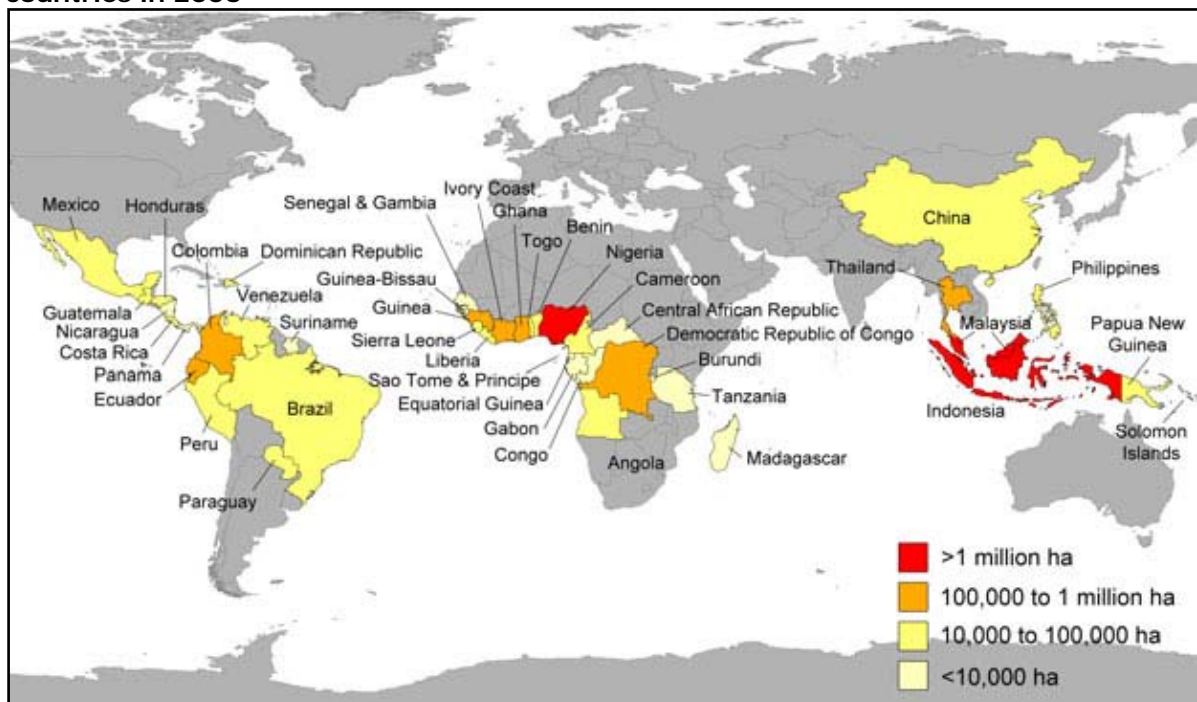 Mexico
Honduras
Colombia
Dominican Republic
Guatemala
Nicaragua
Costa Rica
Panama
Ecuador
Venezuela
Suriname
Brazil
Peru
Paraguay
Senegal & Gambia
Guinea-Bissau
Guinea
Sierra Leone
Liberia
Sao Tome & Principe
Equatorial Guinea
Gabon
Congo
Ivory Coast
Ghana
Togo
Benin
Nigeria
Cameroon
Central African Republic
Democratic Republic of Congo
Burundi
Tanzania
Angola
Madagascar
China
Thailand
Philippines
Malaysia
Papua New
Guinea
Indonesia
Solomon
Islands
>1 million ha
100,000 to 1 million ha
10,000 to 100,000 ha
<10,000 ha